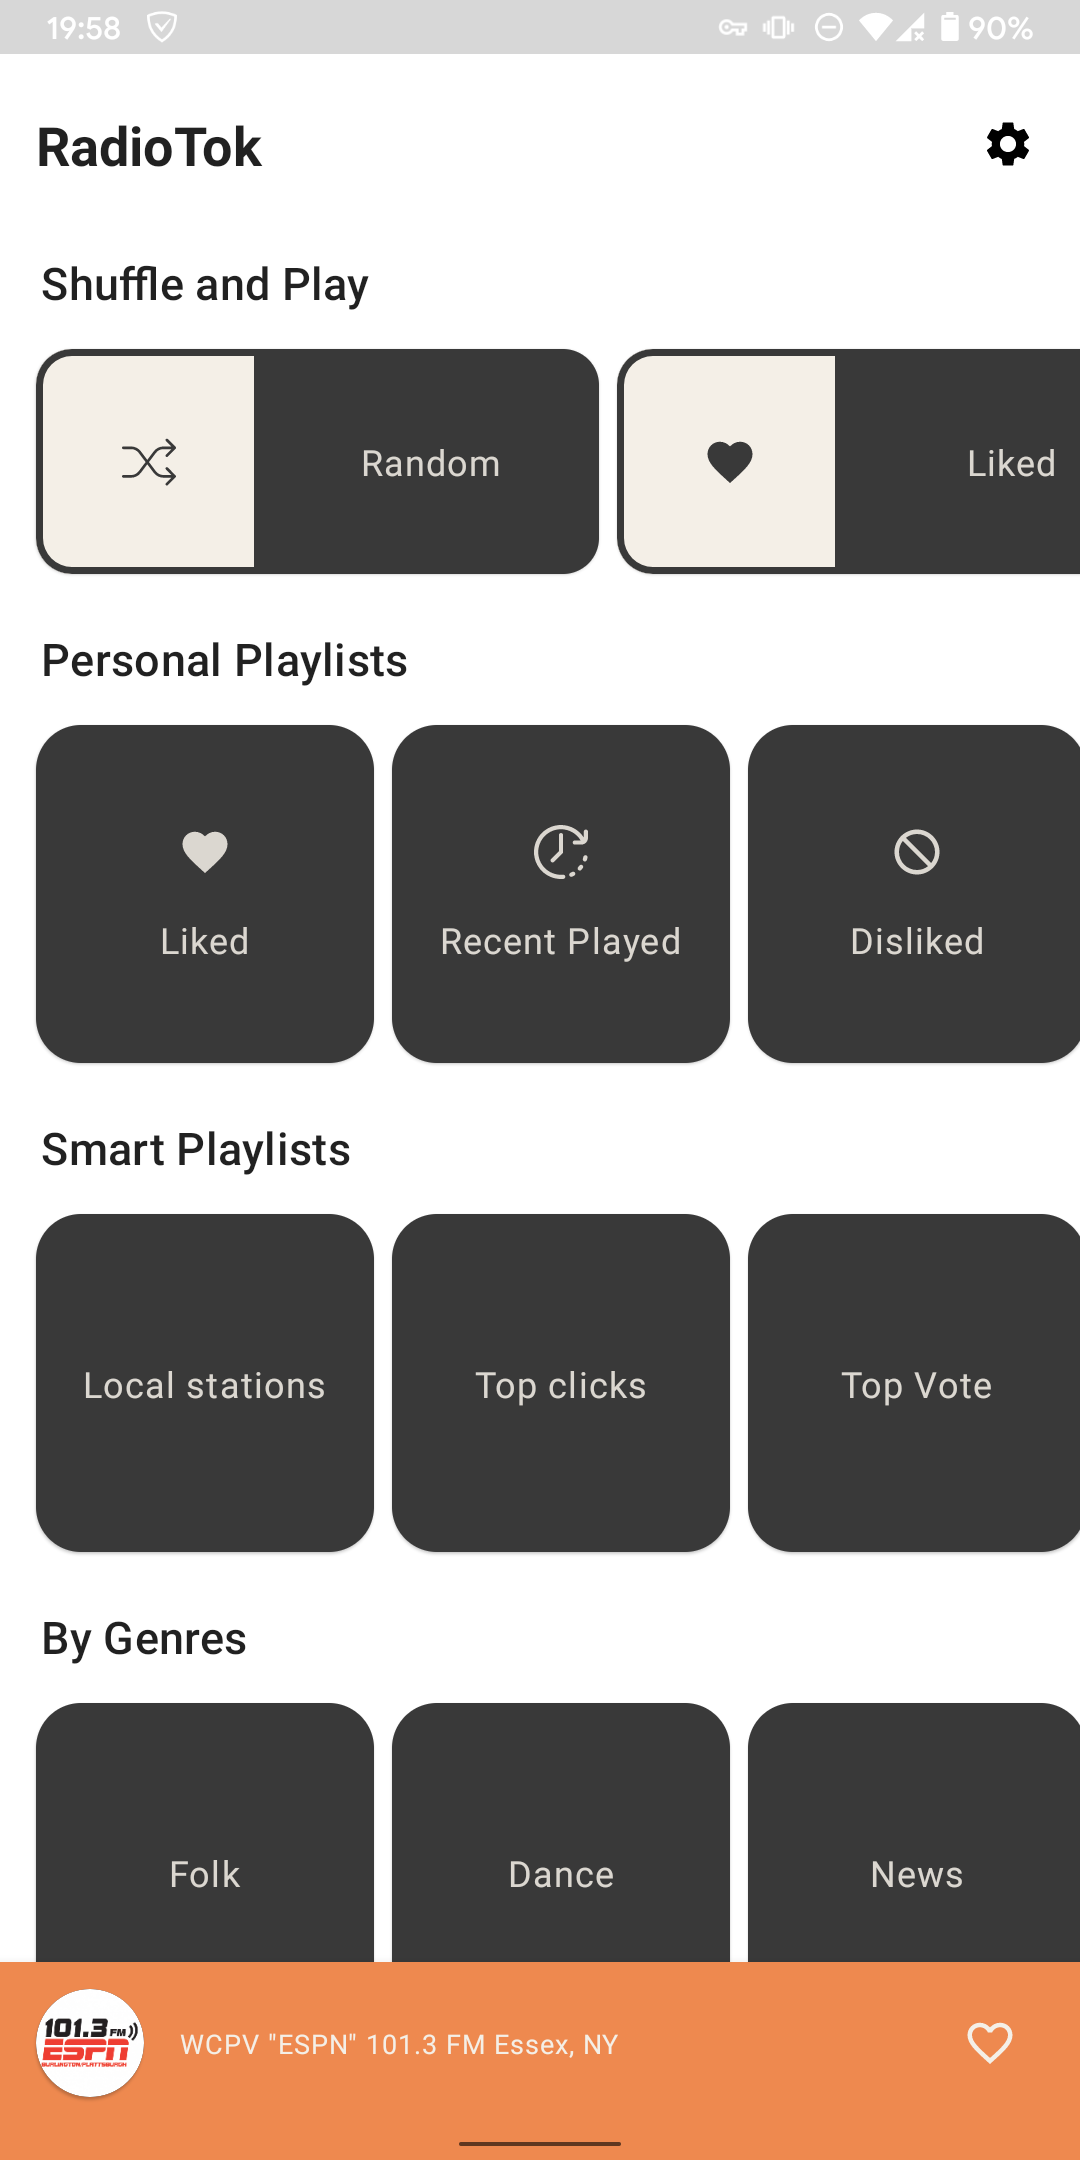 19:58
90%
RadioTok
Shuffle and Play
Random
Liked
Personal Playlists
Liked
Recent Played
Disliked
Smart Playlists
Local stations
Top clicks
Top Vote
By Genres
Folk
Dance
News
101.3 FM
ESPN
BURLINGTON/PLATTSBURGH
WCPV "ESPN" 101.3 FM Essex, NY